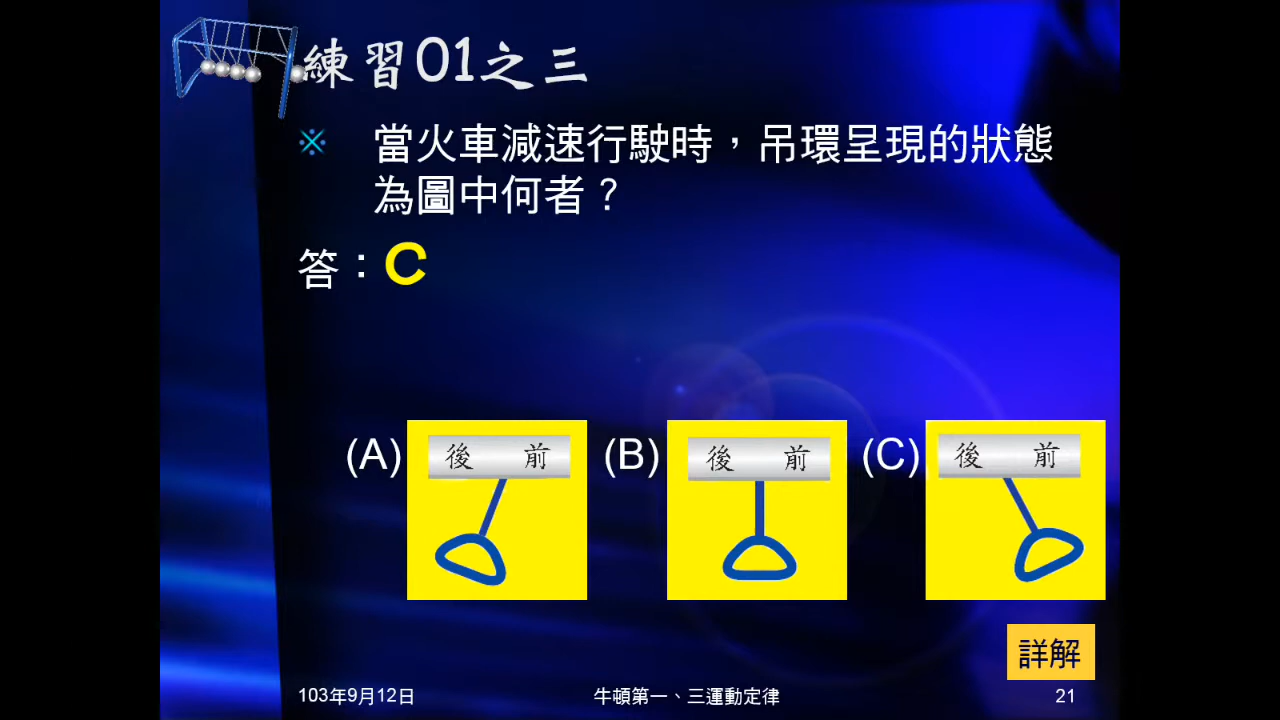 練習01之三
※ 當火車減速行駛時，吊環呈現的狀態
為圖中何者？
答：C
(A) 後 前 (B) 後 前 (C) 後 前
詳解
103年9月12日 牛頓第一、三運動定律 21